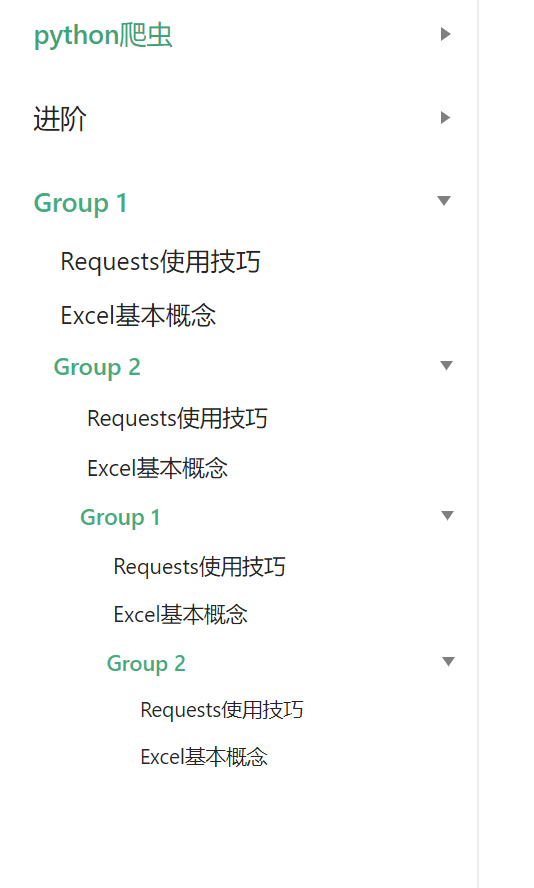 python爬虫
进阶
Group 1
Requests使用技巧
Excel基本概念
Group 2
Requests使用技巧
Excel基本概念
Group 1
Requests使用技巧
Excel基本概念
Group 2
Requests使用技巧
Excel基本概念